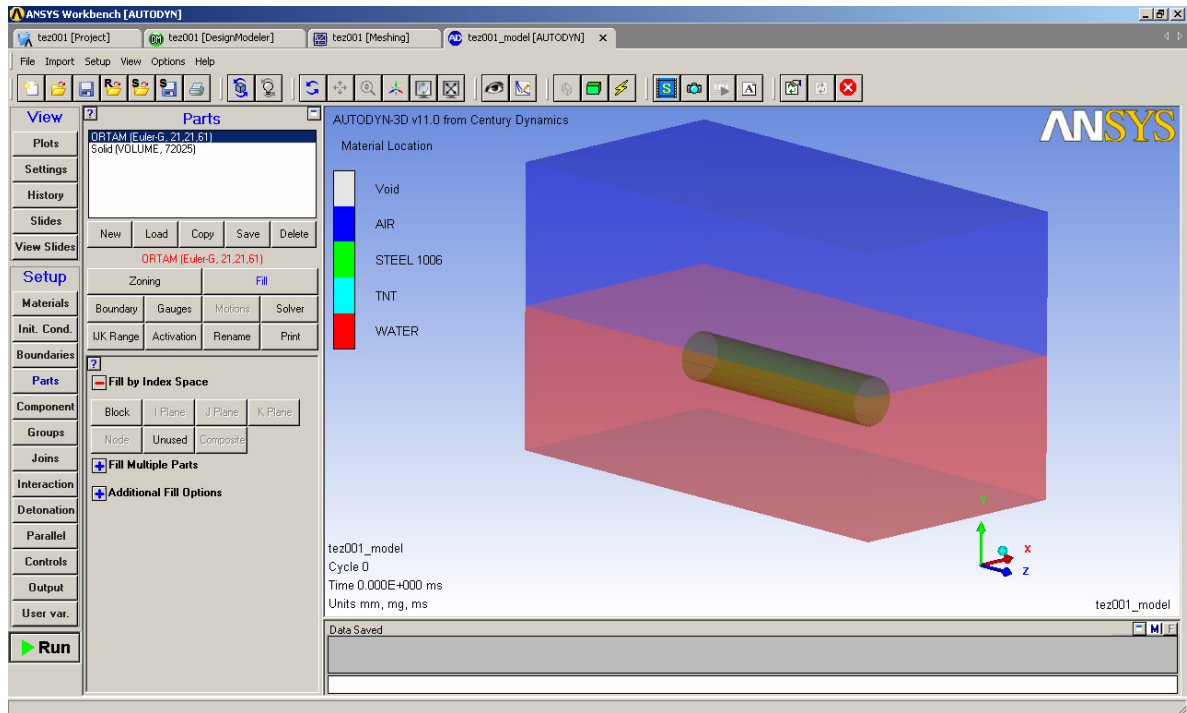 ANSYS Workbench [AUTODYN]
tez001 [Project]
tez001 [DesignModeler]
tez001 [Meshing]
AD tez001_model [AUTODYN]
File Import Setup View Options Help
View
Plots
Settings
History
Slides
View Slides
Setup
Materials
Init. Cond.
Boundaries
Parts
Component
Groups
Joins
Interaction
Detonation
Parallel
Controls
Output
User var.
Run
? Parts
ORTAM (Euler-G, 21,21,61)
Solid (VOLUME, 72025)
New Load Copy Save Delete
ORTAM (Euler-G, 21,21,61)
Zoning Fill
Boundary Gauges Motions Solver
IJK Range Activation Rename Print
?
Fill by Index Space
Block I Plane J Plane K Plane
Node Unused Composite
Fill Multiple Parts
Additional Fill Options
AUTODYN-3D v11.0 from Century Dynamics
Material Location
ANSYS
Void
AIR
STEEL 1006
TNT
WATER
Y
X
Z
tez001_model
Cycle 0
Time 0.000E+000 ms
Units mm, mg, ms
tez001_model
Data Saved
M F